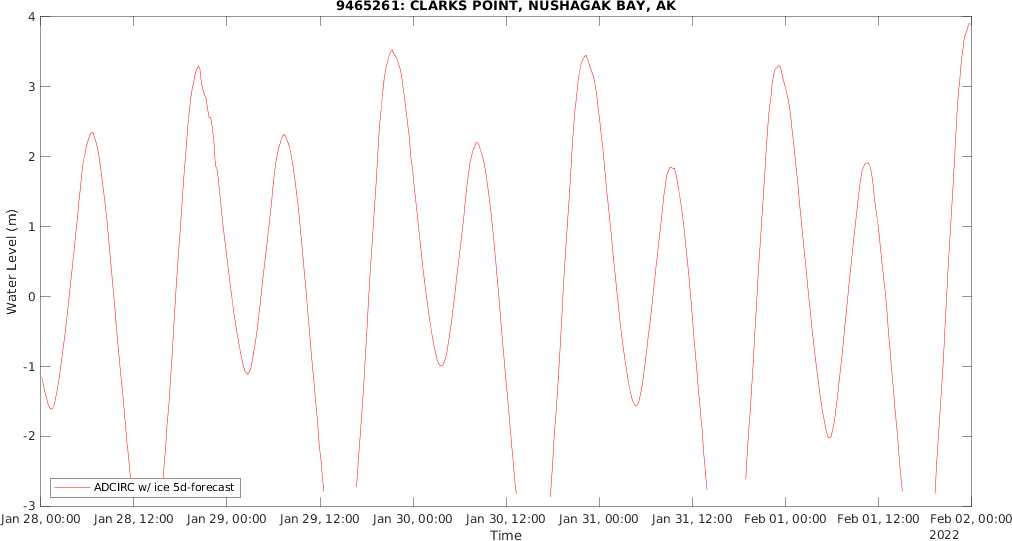 9465261: CLARKS POINT, NUSHAGAK BAY, AK
4
3
2
1
0
-1
-2
-3
Water Level (m)
ADCIRC w/ ice 5d-forecast
Jan 28, 00:00 Jan 28, 12:00 Jan 29, 00:00 Jan 29, 12:00 Jan 30, 00:00 Jan 30, 12:00 Jan 31, 00:00 Jan 31, 12:00 Feb 01, 00:00 Feb 01, 12:00 Feb 02, 00:00
Time
2022